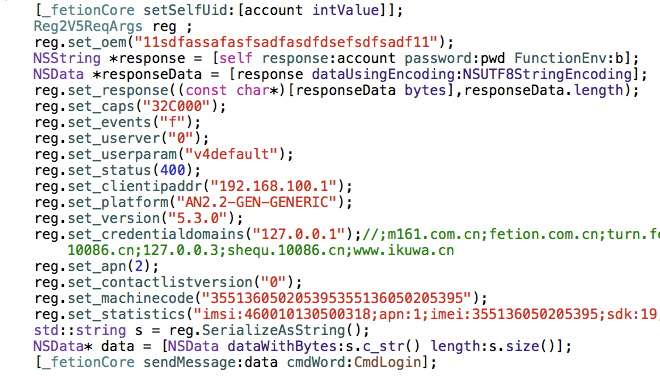 [_fetionCore setSelfUid:[account intValue]];
Reg2V5ReqArgs reg ;
reg.set_oem("11sdfassafasfsadfasdfdsefsdfsadf11");
NSString *response = [self response:account password:pwd FunctionEnv:b];
NSData *responseData = [response dataUsingEncoding:NSUTF8StringEncoding];
reg.set_response((const char*)[responseData bytes],responseData.length);
reg.set_caps("32C000");
reg.set_events("f");
reg.set_userver("0");
reg.set_userparam("v4default");
reg.set_status(400);
reg.set_clientipaddr("192.168.100.1");
reg.set_platform("AN2.2-GEN-GENERIC");
reg.set_version("5.3.0");
reg.set_credentialdomains("127.0.0.1");//;m161.com.cn;fetion.com.cn;turn.fe
10086.cn;127.0.0.3;shequ.10086.cn;www.ikuwa.cn
reg.set_apn(2);
reg.set_contactlistversion("0");
reg.set_machinecode("355136050205395355136050205395");
reg.set_statistics("imsi:460010130500318;apn:1;imei:355136050205395;sdk:19
std::string s = reg.SerializeAsString();
NSData* data = [NSData dataWithBytes:s.c_str() length:s.size()];
[_fetionCore sendMessage:data cmdWord:CmdLogin];